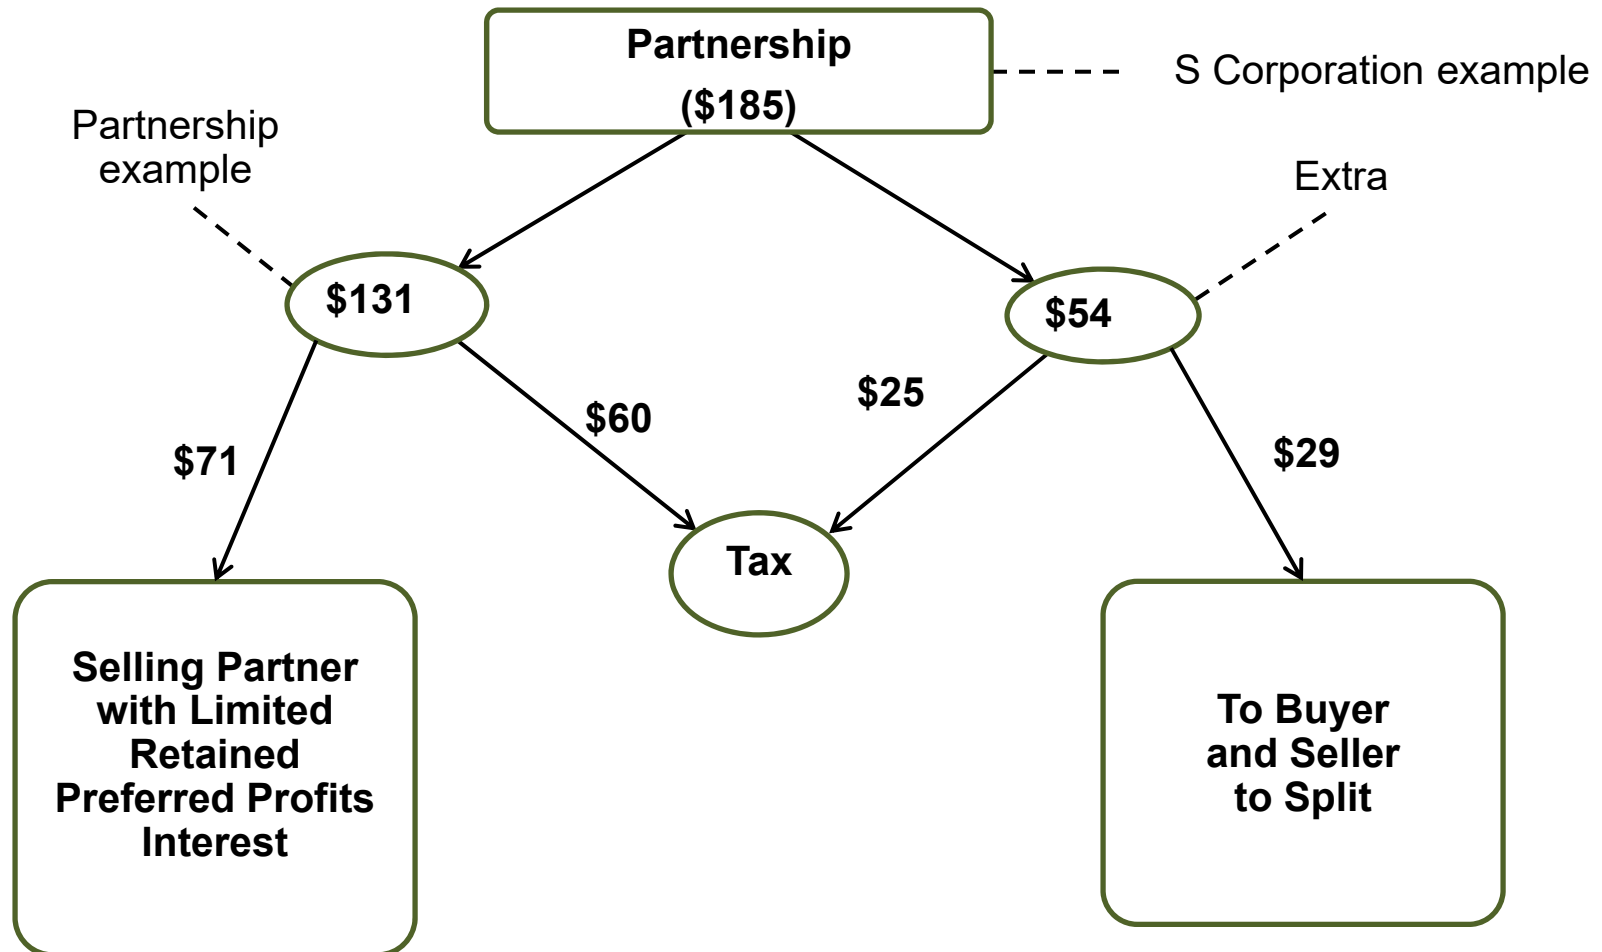 Partnership
($185)
S Corporation example
Partnership
example
Extra
$131
$54
$71
$60
$25
$29
Tax
Selling Partner
with Limited
Retained
Preferred Profits
Interest
To Buyer
and Seller
to Split